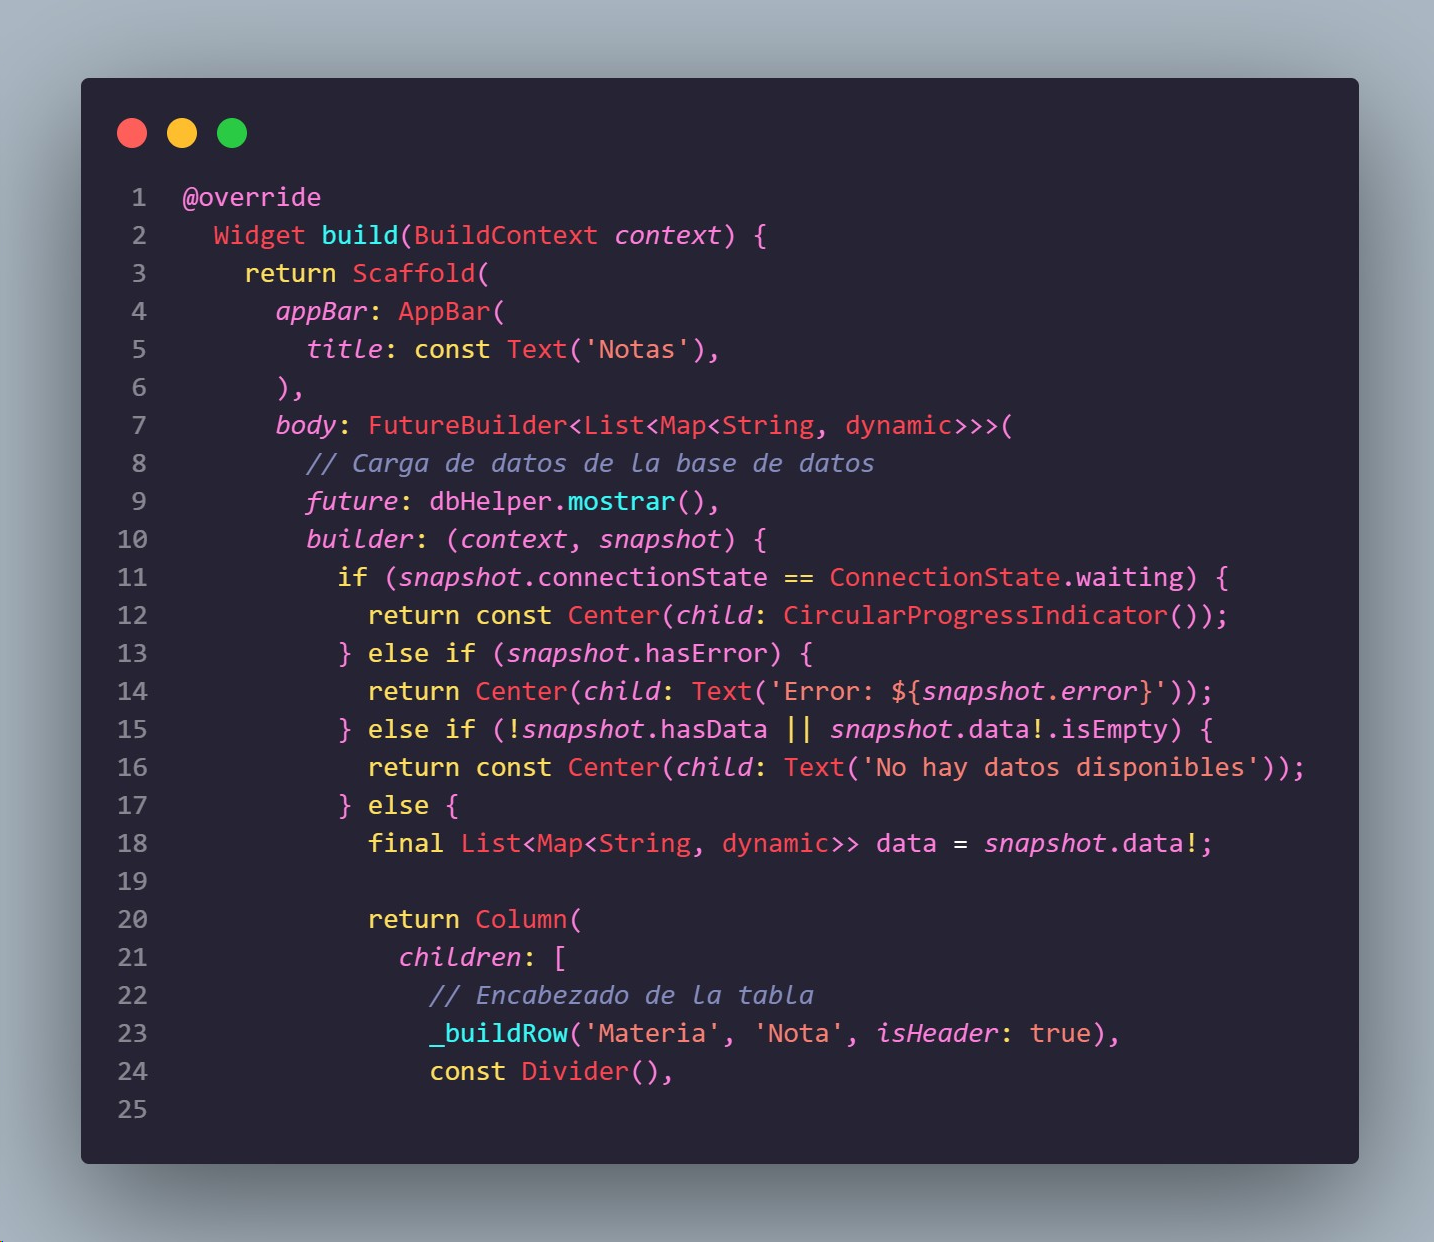 1 @override
2   Widget build(BuildContext context) {
3     return Scaffold(
4       appBar: AppBar(
5         title: const Text('Notas'),
6       ),
7       body: FutureBuilder<List<Map<String, dynamic>>>(
8         // Carga de datos de la base de datos
9         future: dbHelper.mostrar(),
10         builder: (context, snapshot) {
11           if (snapshot.connectionState == ConnectionState.waiting) {
12             return const Center(child: CircularProgressIndicator());
13           } else if (snapshot.hasError) {
14             return Center(child: Text('Error: ${snapshot.error}'));
15           } else if (!snapshot.hasData || snapshot.data!.isEmpty) {
16             return const Center(child: Text('No hay datos disponibles'));
17           } else {
18             final List<Map<String, dynamic>> data = snapshot.data!;
19
20             return Column(
21               children: [
22                 // Encabezado de la tabla
23                 _buildRow('Materia', 'Nota', isHeader: true),
24                 const Divider(),
25